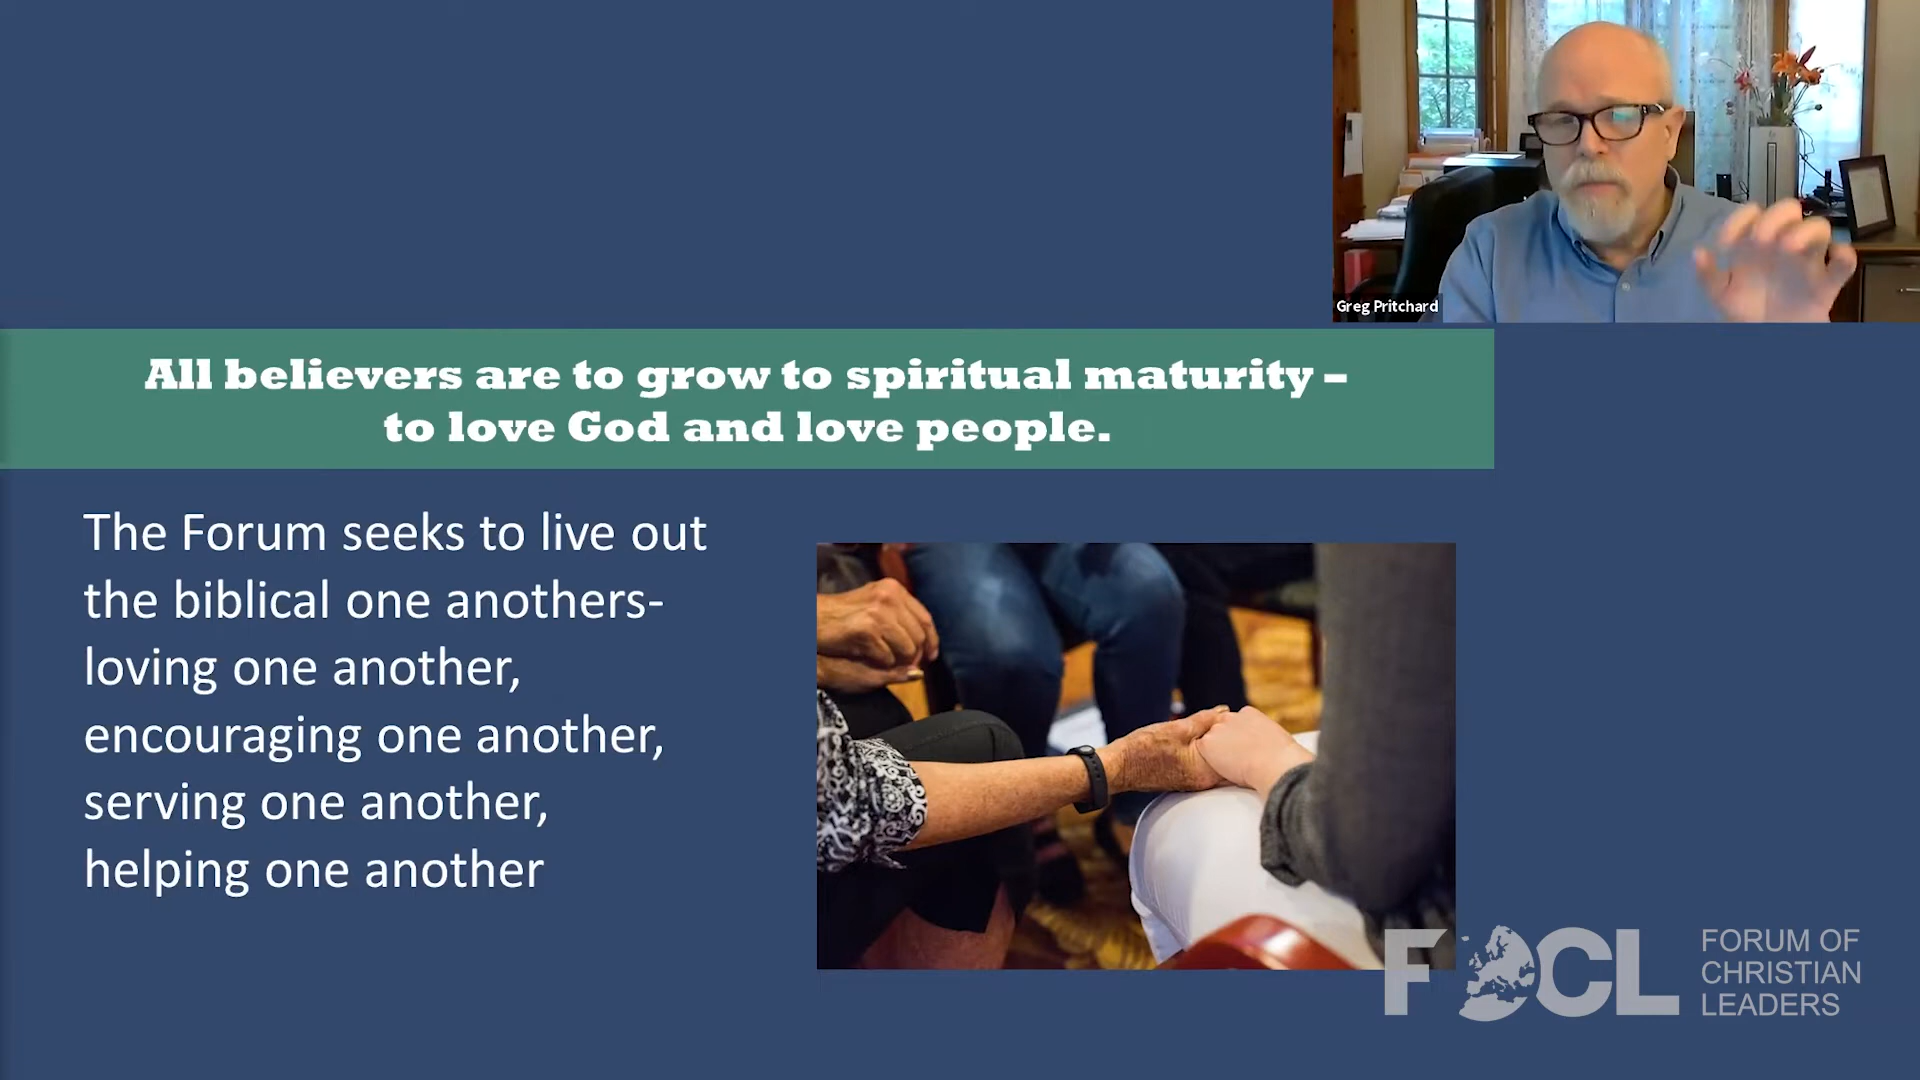 Greg Pritchard
All believers are to grow to spiritual maturity –
to love God and love people.
The Forum seeks to live out
the biblical one anothers-
loving one another,
encouraging one another,
serving one another,
helping one another
FOCL
FORUM OF
CHRISTIAN
LEADERS